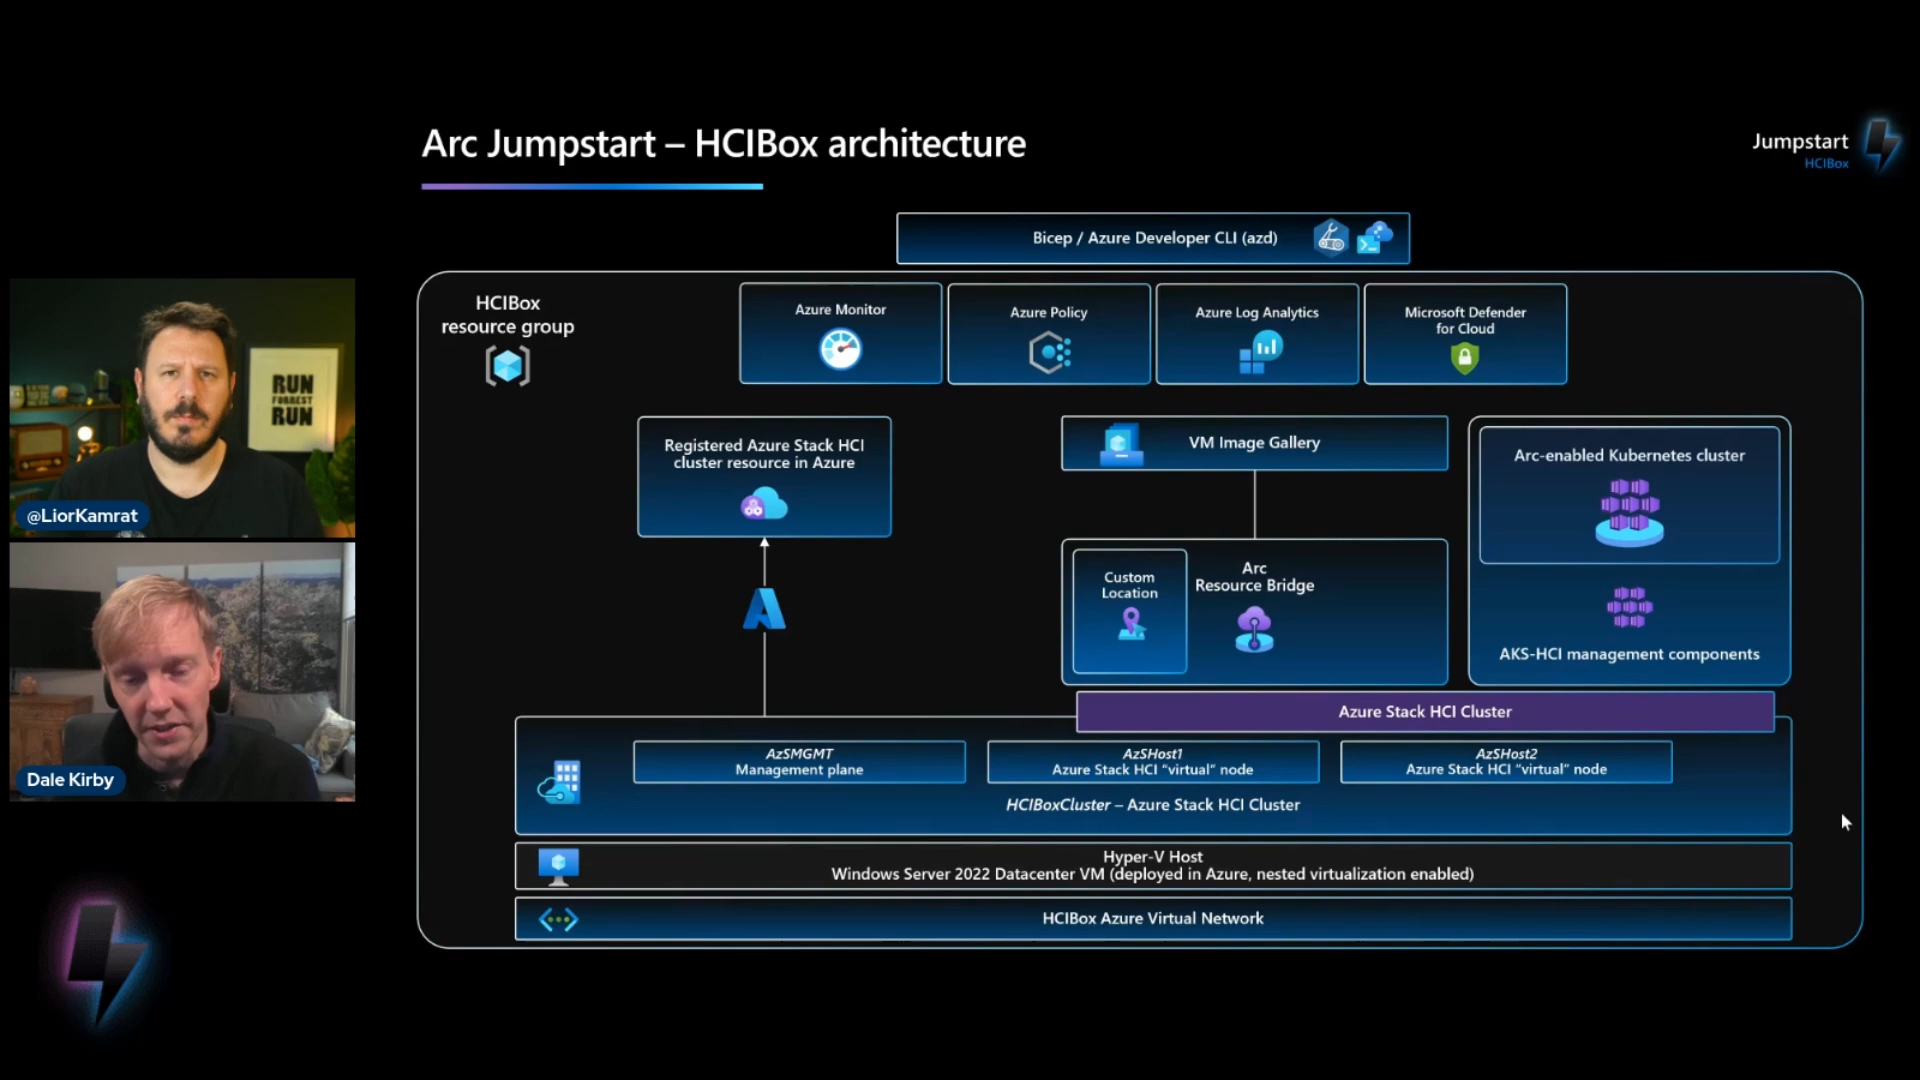 Arc Jumpstart – HCIBox architecture
Jumpstart
HCIBox
Bicep / Azure Developer CLI (azd)
HCIBox
resource group
Azure Monitor
Azure Policy
Azure Log Analytics
Microsoft Defender
for Cloud
Registered Azure Stack HCI
cluster resource in Azure
VM Image Gallery
Arc-enabled Kubernetes cluster
Custom
Location
Arc
Resource Bridge
AKS-HCI management components
Azure Stack HCI Cluster
AzSMGMT
Management plane
AzSHost1
Azure Stack HCI “virtual” node
AzSHost2
Azure Stack HCI “virtual” node
HCIBoxCluster – Azure Stack HCI Cluster
Hyper-V Host
Windows Server 2022 Datacenter VM (deployed in Azure, nested virtualization enabled)
HCIBox Azure Virtual Network
RUN
FORREST
RUN
@LiorKamrat
Dale Kirby